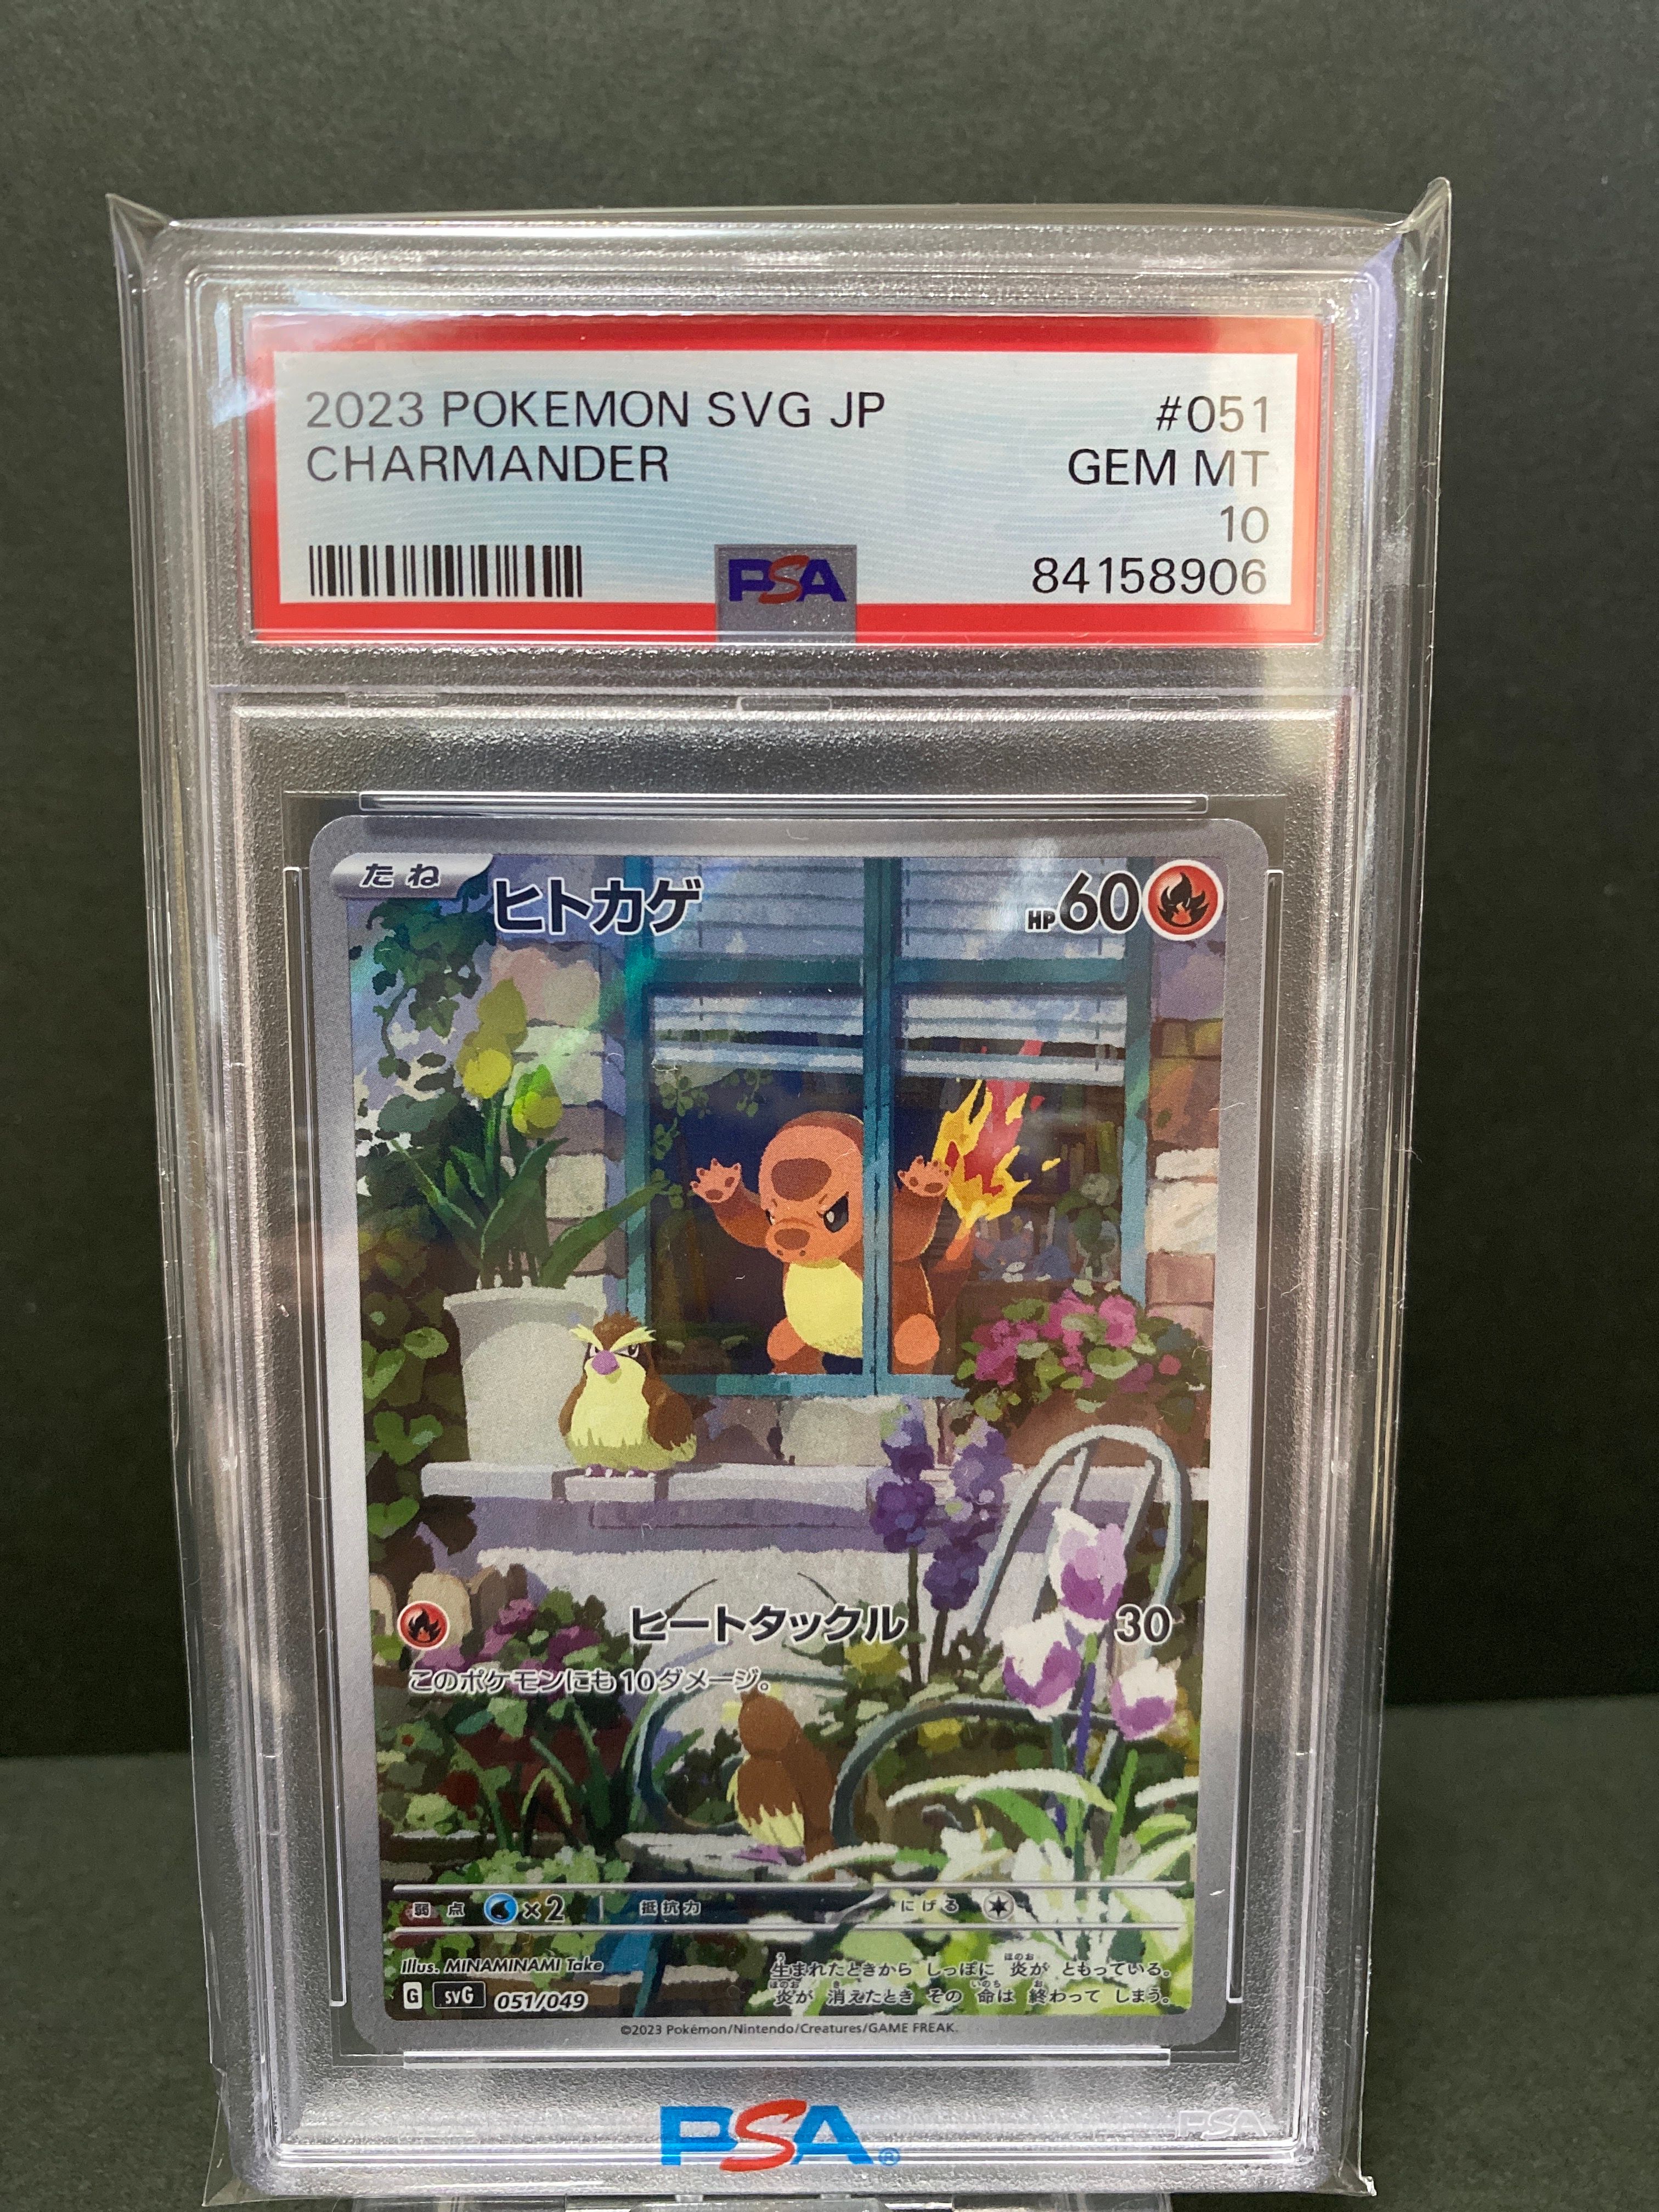 2023 POKEMON SVG JP #051
CHARMANDER GEM MT
10
PSA 84158906
たね ヒトカゲ HP60
ヒートタックル 30
このポケモンにも10ダメージ。
弱点 ×2 抵抗力 にげる
Illus. MINAMINAMI Take
生まれたときから しっぽに 炎が ともっている。
炎が 消えたとき その 命は 終わって しまう。
G svG 051/049
©2023 Pokémon/Nintendo/Creatures/GAME FREAK.
PSA®
PSA